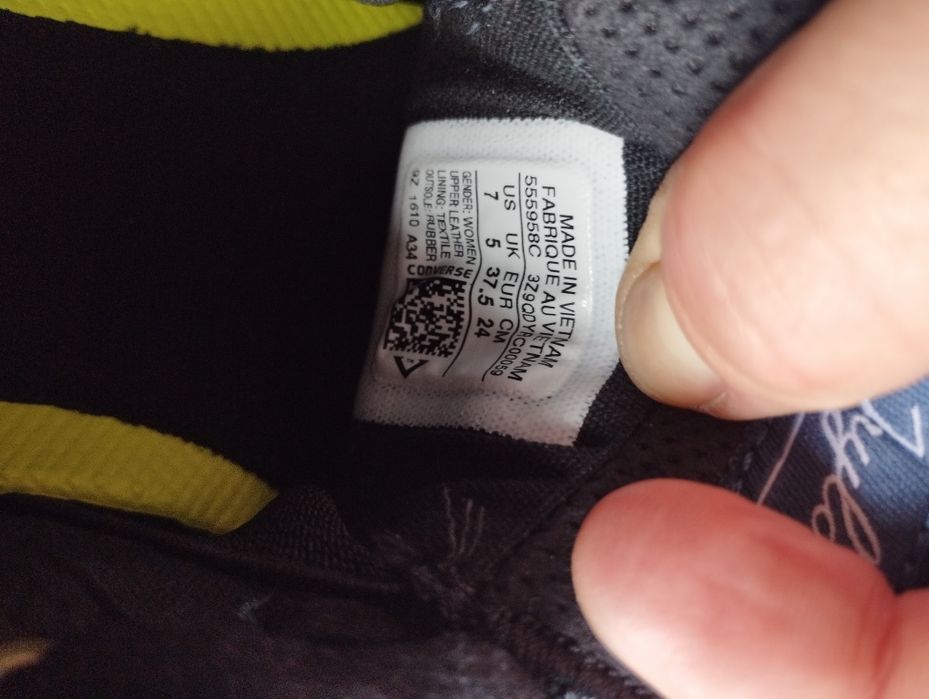 MADE IN VIETNAM
FABRIQUE AU VIETNAM
555958C 3Z9QDYRC00059
US UK EUR CM
7 5 37.5 24
GENDER: WOMEN
UPPER: LEATHER
LINING: TEXTILE
OUTSOLE: RUBBER
9Z 1610 A34
CONVERSE